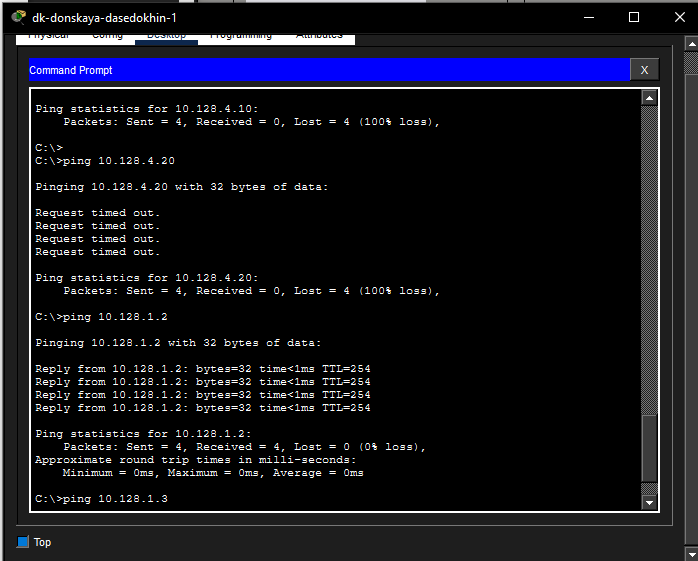 dk-donskaya-dasedokhin-1
Physical Config Desktop Programming Attributes
Command Prompt
X
Ping statistics for 10.128.4.10:
Packets: Sent = 4, Received = 0, Lost = 4 (100% loss),
C:\>
C:\>ping 10.128.4.20
Pinging 10.128.4.20 with 32 bytes of data:
Request timed out.
Request timed out.
Request timed out.
Request timed out.
Ping statistics for 10.128.4.20:
Packets: Sent = 4, Received = 0, Lost = 4 (100% loss),
C:\>ping 10.128.1.2
Pinging 10.128.1.2 with 32 bytes of data:
Reply from 10.128.1.2: bytes=32 time<1ms TTL=254
Reply from 10.128.1.2: bytes=32 time<1ms TTL=254
Reply from 10.128.1.2: bytes=32 time<1ms TTL=254
Reply from 10.128.1.2: bytes=32 time<1ms TTL=254
Ping statistics for 10.128.1.2:
Packets: Sent = 4, Received = 4, Lost = 0 (0% loss),
Approximate round trip times in milli-seconds:
Minimum = 0ms, Maximum = 0ms, Average = 0ms
C:\>ping 10.128.1.3
Top